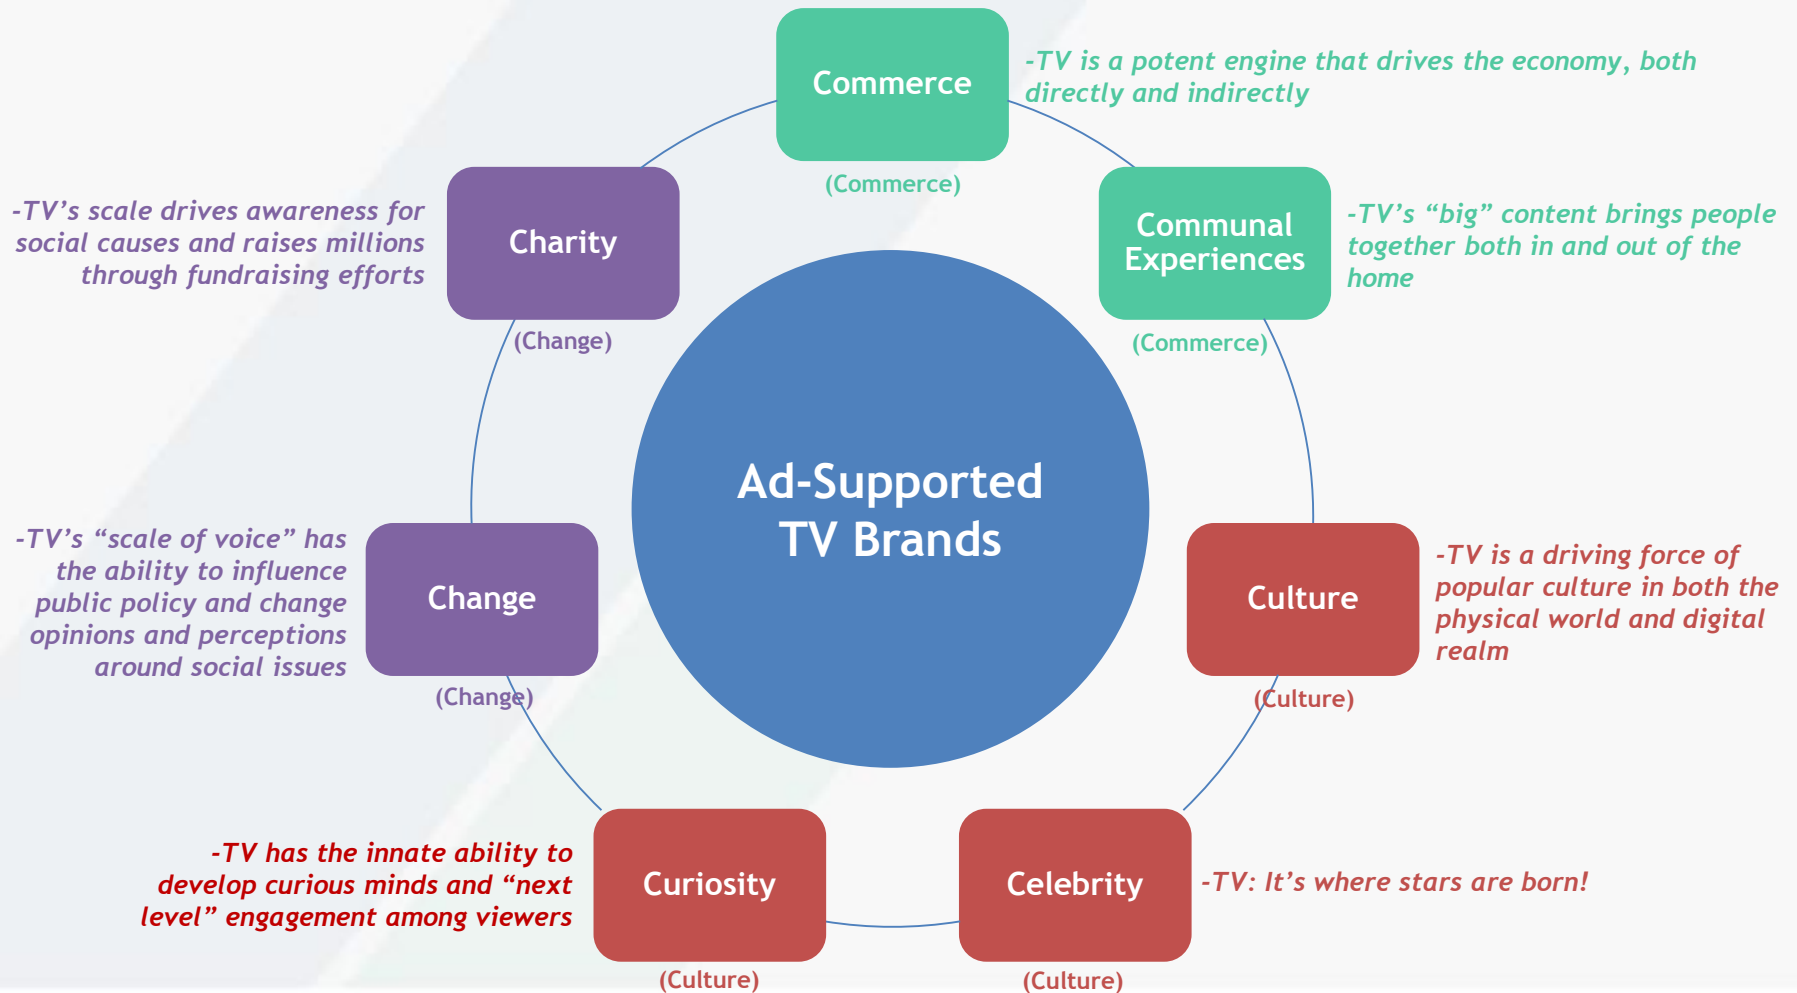 Commerce
-TV is a potent engine that drives the economy, both
directly and indirectly
(Commerce)
Communal
Experiences
-TV’s “big” content brings people
together both in and out of the
home
(Commerce)
Culture
-TV is a driving force of
popular culture in both the
physical world and digital
realm
(Culture)
Celebrity
-TV: It’s where stars are born!
(Culture)
Curiosity
-TV has the innate ability to
develop curious minds and “next
level” engagement among viewers
(Culture)
Change
-TV’s “scale of voice” has
the ability to influence
public policy and change
opinions and perceptions
around social issues
(Change)
Charity
-TV’s scale drives awareness for
social causes and raises millions
through fundraising efforts
(Change)
Ad-Supported
TV Brands